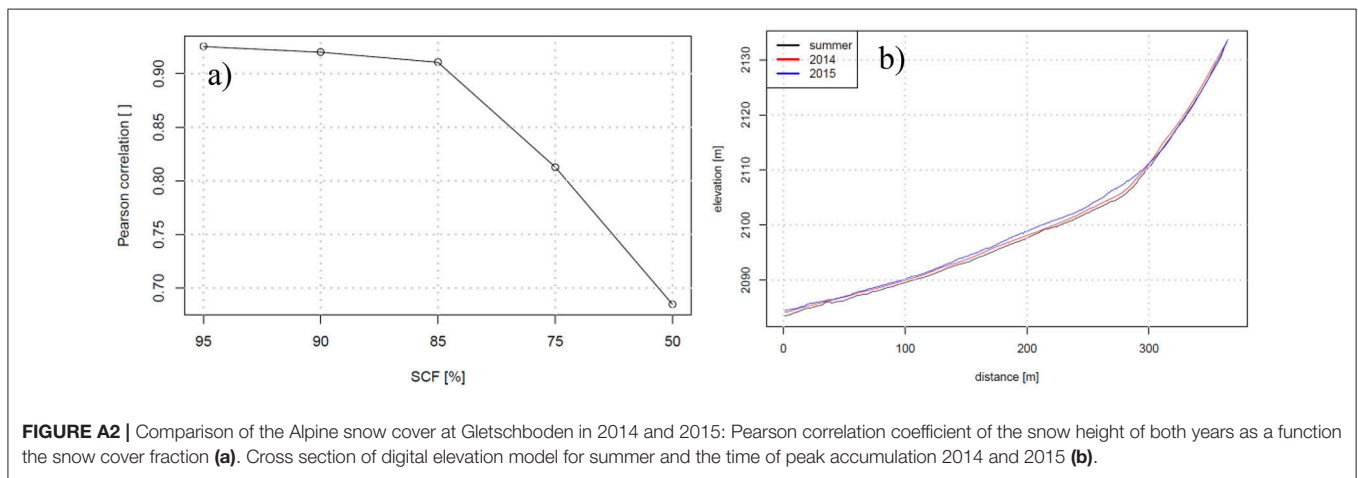 a)
Pearson correlation [ ]
0.90
0.85
0.80
0.75
0.70
95 90 85 75 50
SCF [%]
b)
summer
2014
2015
elevation [m]
2130
2120
2110
2100
2090
0 100 200 300
distance [m]
FIGURE A2 | Comparison of the Alpine snow cover at Gletschboden in 2014 and 2015: Pearson correlation coefficient of the snow height of both years as a function
the snow cover fraction (a). Cross section of digital elevation model for summer and the time of peak accumulation 2014 and 2015 (b).